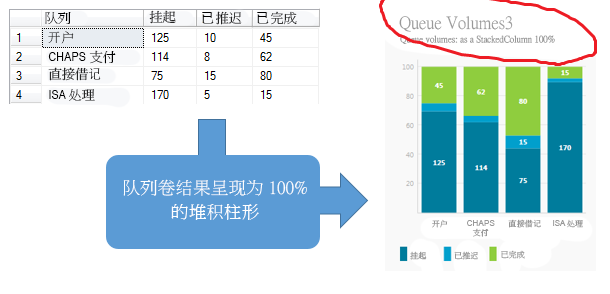 队列 挂起 已推迟 已完成
1 开户 125 10 45
2 CHAPS 支付 114 8 62
3 直接借记 75 15 80
4 ISA 处理 170 5 15
队列卷结果呈现为 100%
的堆积柱形
Queue Volumes3
Queue volumes: as a StackedColumn 100%
100
80
60
40
20
45
125
62
114
80
15
75
15
170
开户 CHAPS 直接借记 ISA 处理
支付
挂起 已推迟 已完成